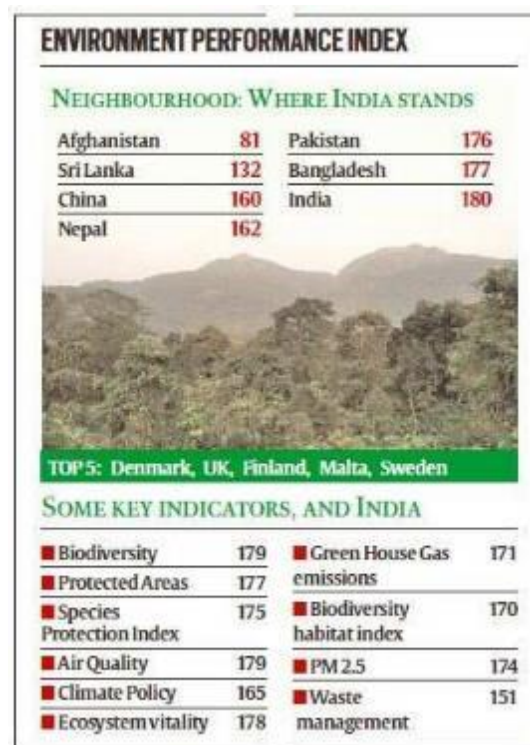 ENVIRONMENT PERFORMANCE INDEX
NEIGHBOURHOOD: WHERE INDIA STANDS
Afghanistan 81
Sri Lanka 132
China 160
Nepal 162
Pakistan 176
Bangladesh 177
India 180
TOP 5: Denmark, UK, Finland, Malta, Sweden
SOME KEY INDICATORS, AND INDIA
Biodiversity 179
Protected Areas 177
Species 175
Protection Index
Air Quality 179
Climate Policy 165
Ecosystem vitality 178
Green House Gas 171
emissions
Biodiversity 170
habitat index
PM 2.5 174
Waste 151
management